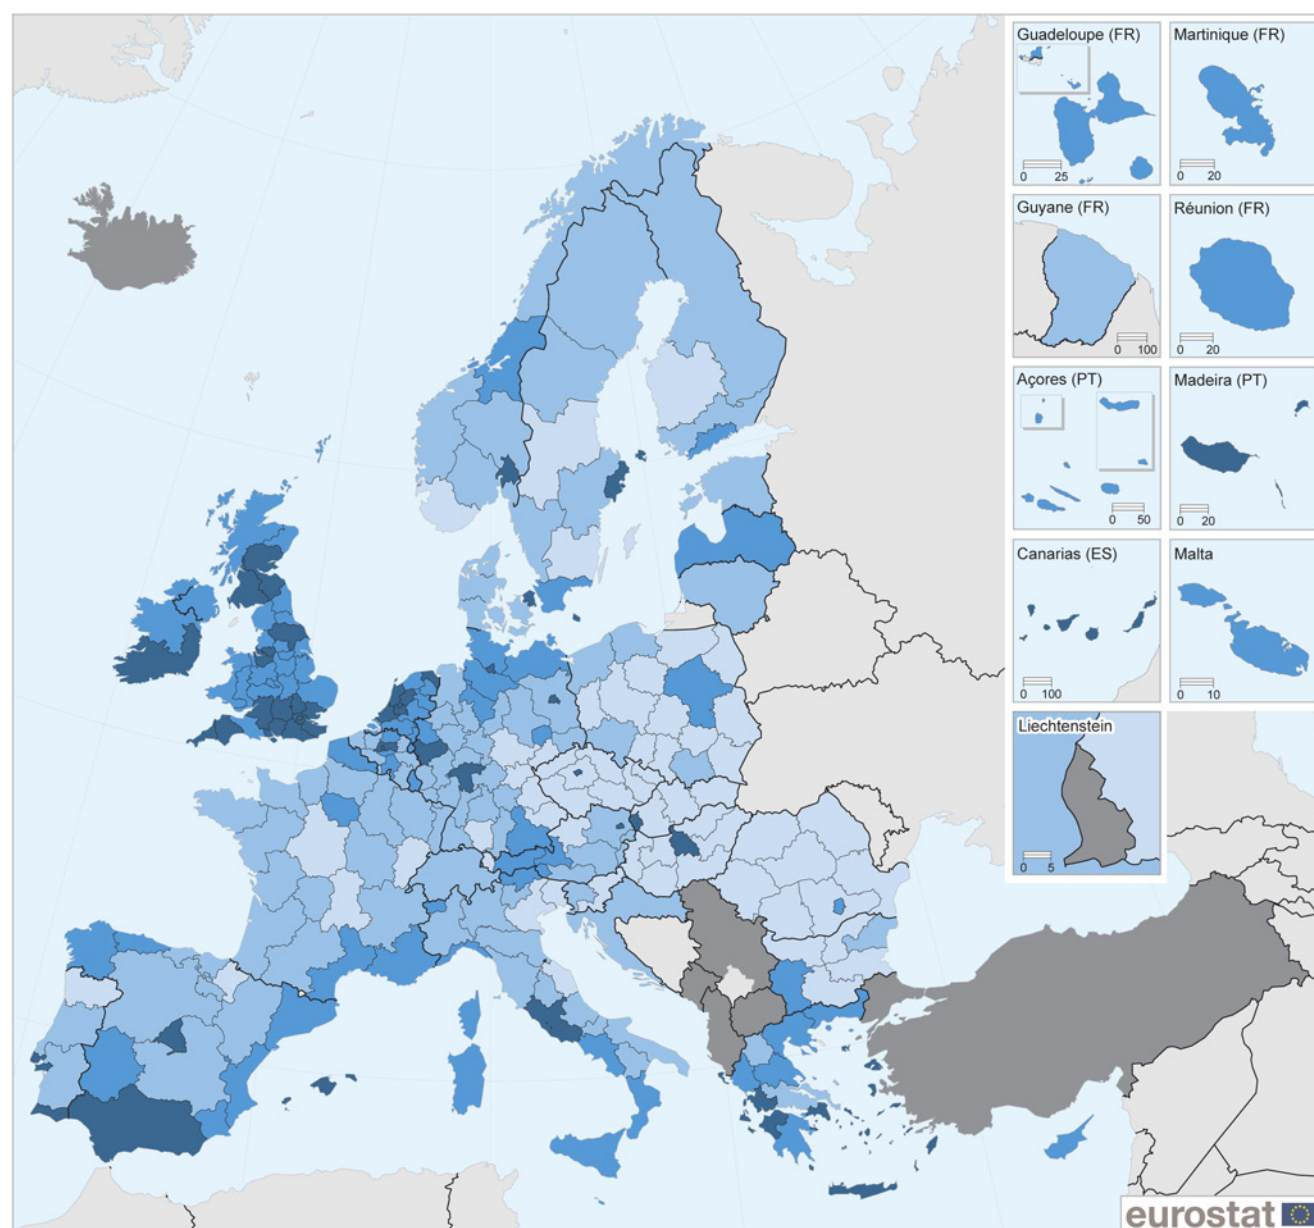 Guadeloupe (FR)
0 25
Martinique (FR)
0 20
Guyane (FR)
0 100
Réunion (FR)
0 20
Açores (PT)
0 50
Madeira (PT)
0 20
Canarias (ES)
0 100
Malta
0 10
Liechtenstein
0 5
eurostat